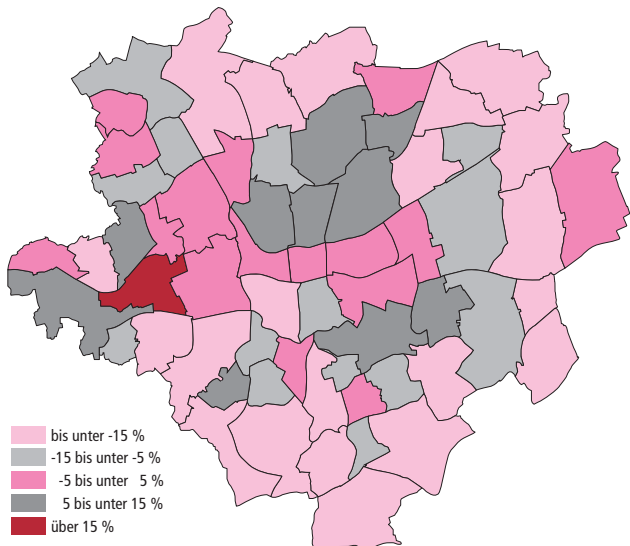 bis unter -15 %
-15 bis unter -5 %
-5 bis unter 5 %
5 bis unter 15 %
über 15 %